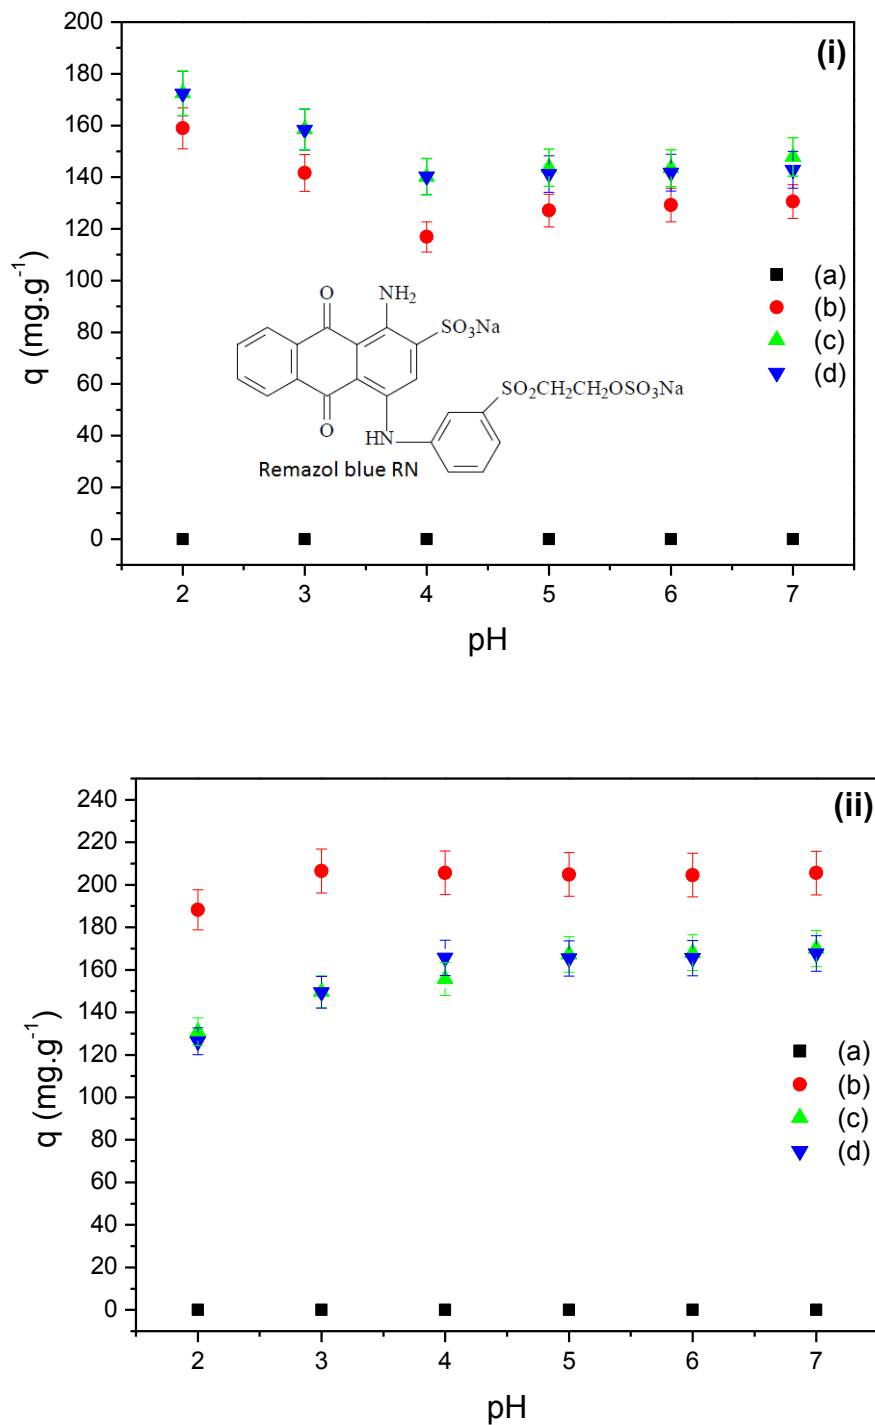 (i)
200
180
160
140
120
100
80
60
40
20
0
q (mg.g⁻¹)
(a)
(b)
(c)
(d)
O
NH₂
SO₃Na
SO₂CH₂CH₂OSO₃Na
O
HN
Remazol blue RN
2 3 4 5 6 7
pH
(ii)
240
220
200
180
160
140
120
100
80
60
40
20
0
q (mg.g⁻¹)
(a)
(b)
(c)
(d)
2 3 4 5 6 7
pH